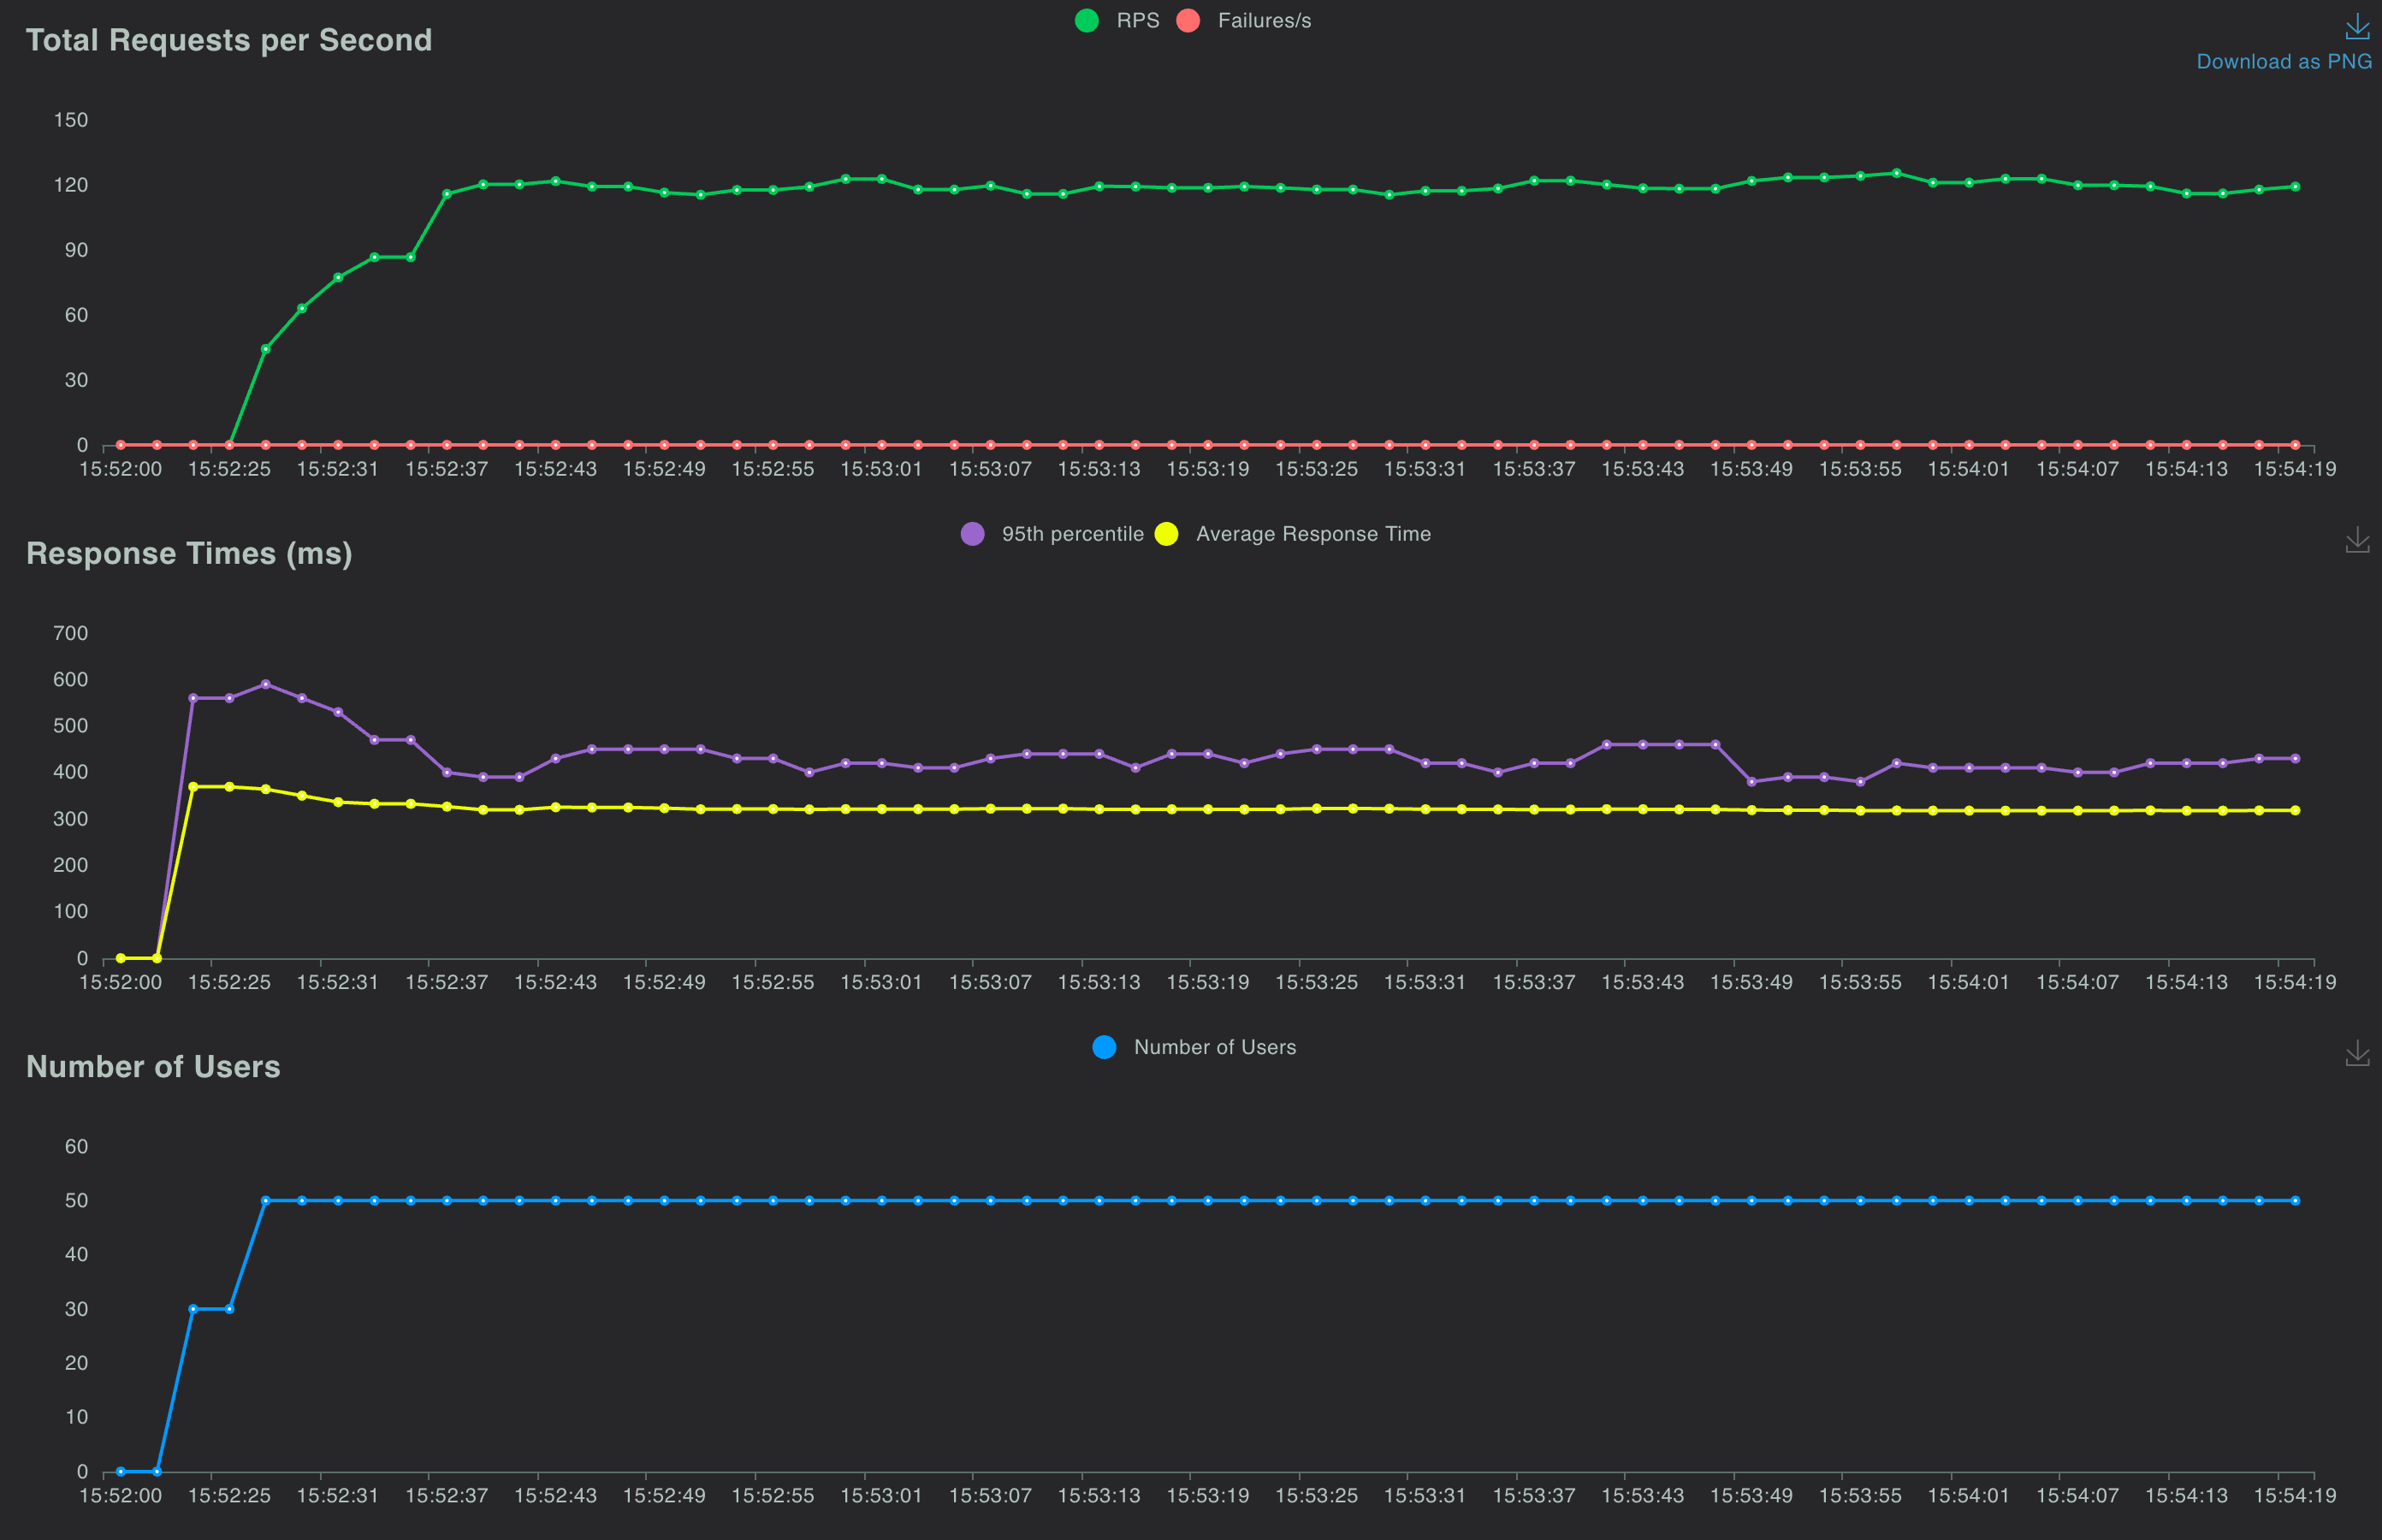 RPS Failures/s
Total Requests per Second
Download as PNG
150
120
90
60
30
0
15:52:00 15:52:25 15:52:31 15:52:37 15:52:43 15:52:49 15:52:55 15:53:01 15:53:07 15:53:13 15:53:19 15:53:25 15:53:31 15:53:37 15:53:43 15:53:49 15:53:55 15:54:01 15:54:07 15:54:13 15:54:19
95th percentile Average Response Time
Response Times (ms)
700
600
500
400
300
200
100
0
15:52:00 15:52:25 15:52:31 15:52:37 15:52:43 15:52:49 15:52:55 15:53:01 15:53:07 15:53:13 15:53:19 15:53:25 15:53:31 15:53:37 15:53:43 15:53:49 15:53:55 15:54:01 15:54:07 15:54:13 15:54:19
Number of Users
Number of Users
60
50
40
30
20
10
0
15:52:00 15:52:25 15:52:31 15:52:37 15:52:43 15:52:49 15:52:55 15:53:01 15:53:07 15:53:13 15:53:19 15:53:25 15:53:31 15:53:37 15:53:43 15:53:49 15:53:55 15:54:01 15:54:07 15:54:13 15:54:19